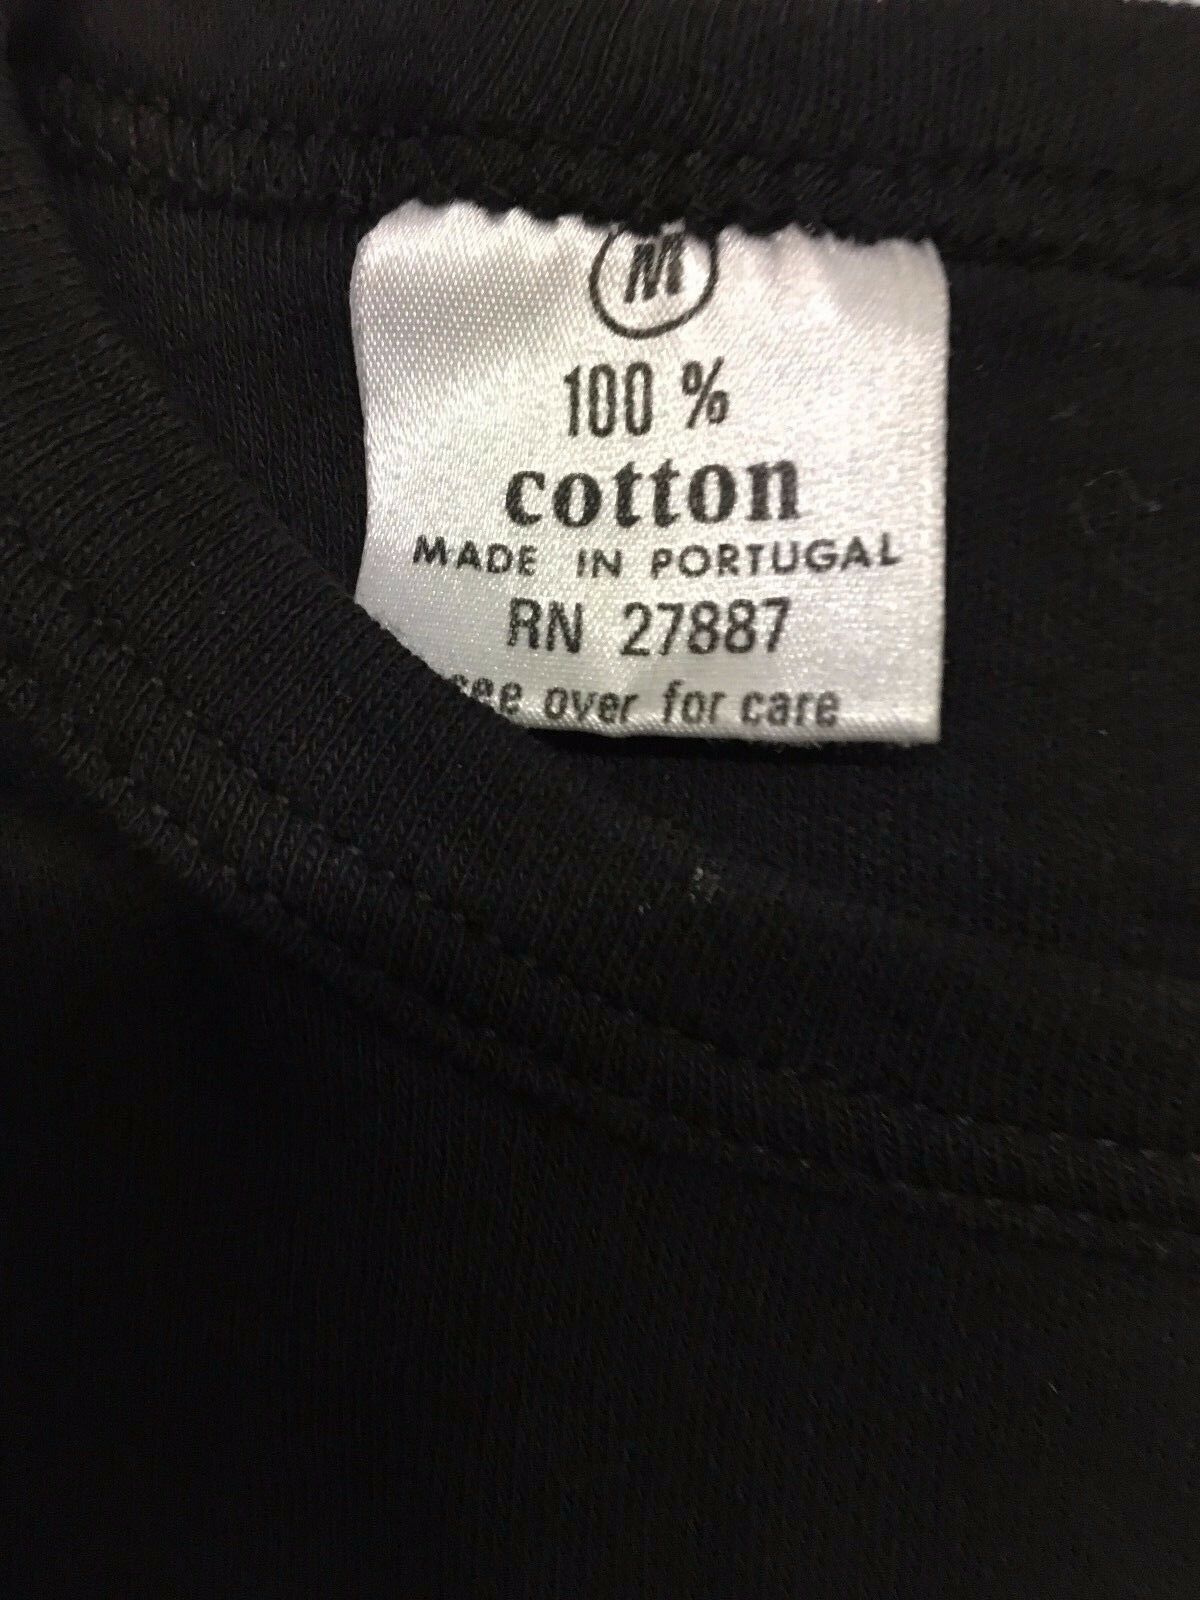 M
100 %
cotton
MADE IN PORTUGAL
RN 27887
see over for care